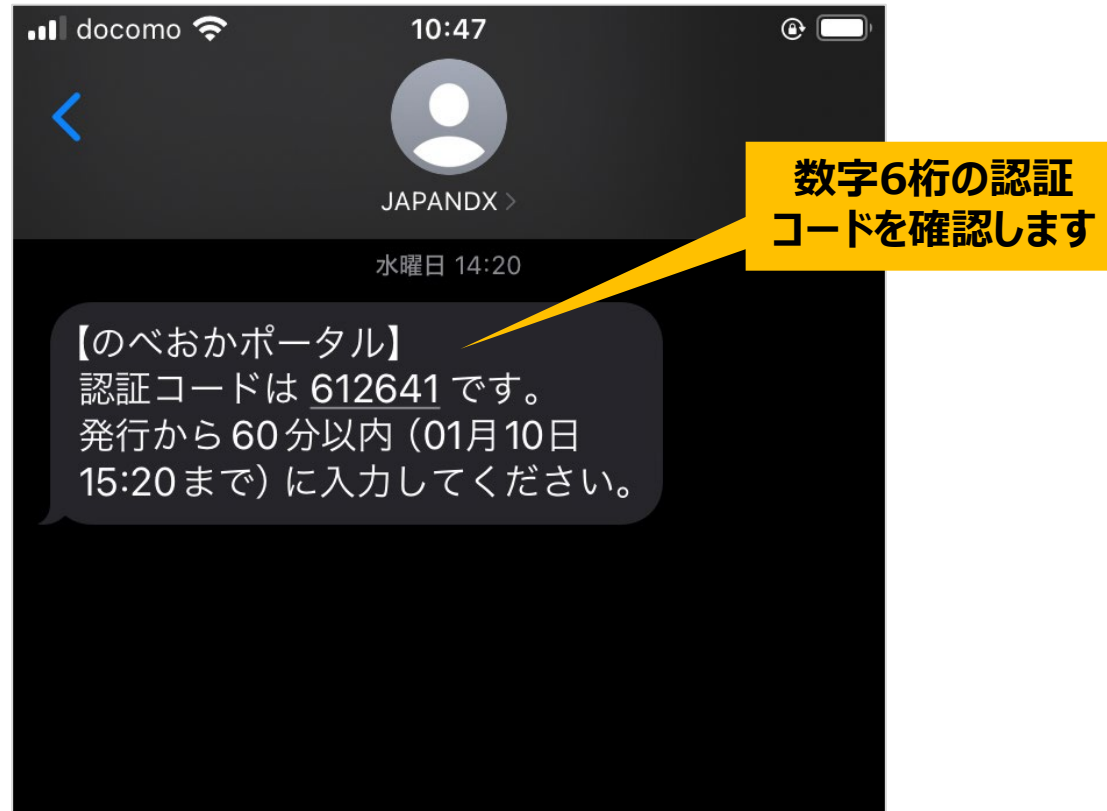 docomo
10:47
JAPANDX
水曜日 14:20
数字6桁の認証
コードを確認します
【のべおかポータル】
認証コードは 612641 です。
発行から60分以内（01月10日
15:20まで）に入力してください。